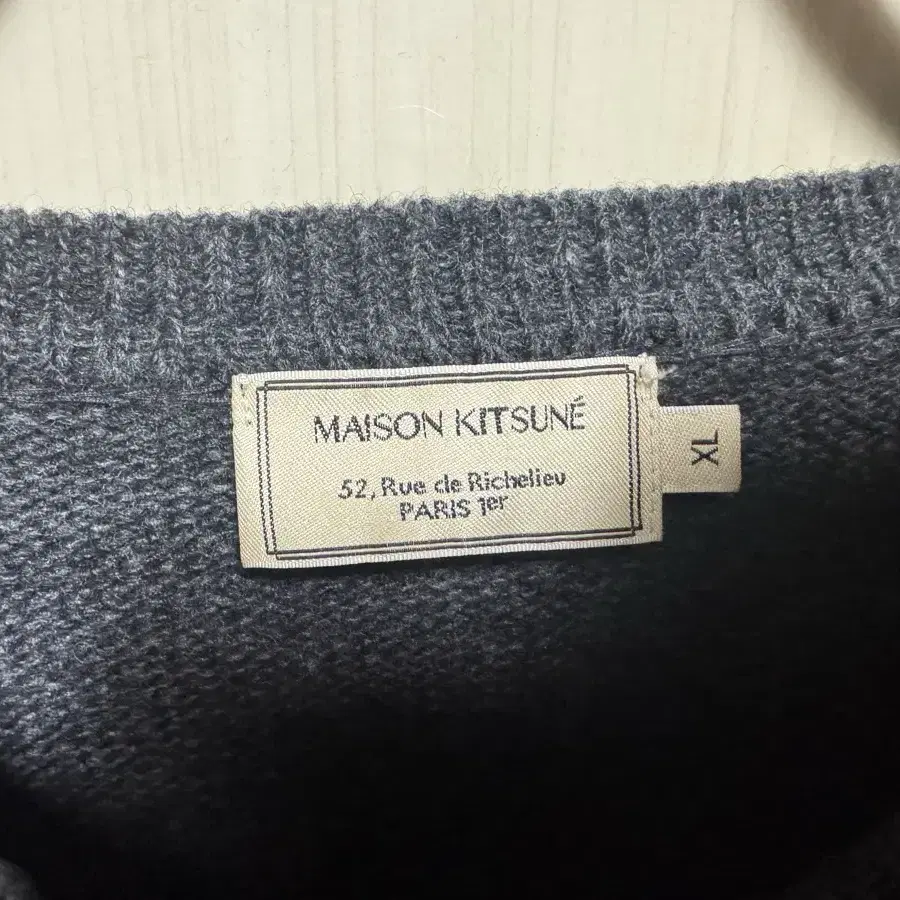 MAISON KITSUNÉ
52, Rue de Richelieu
PARIS 1er
XL